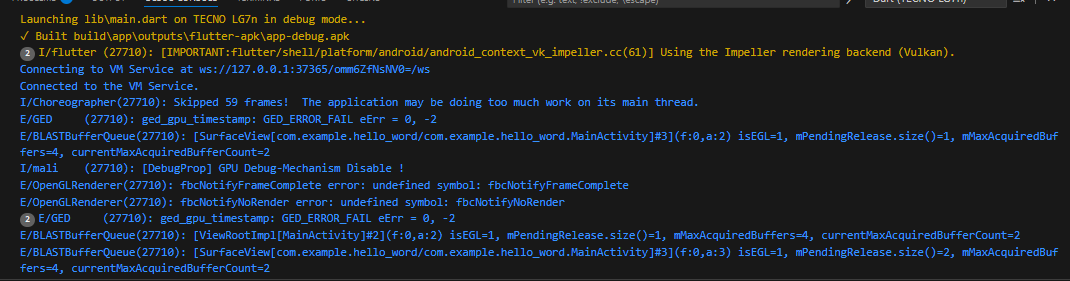 Launching lib\main.dart on TECNO LG7n in debug mode...
✓ Built build\app\outputs\flutter-apk\app-debug.apk
2 I/flutter (27710): [IMPORTANT:flutter/shell/platform/android/android_context_vk_impeller.cc(61)] Using the Impeller rendering backend (Vulkan).
Connecting to VM Service at ws://127.0.0.1:37365/omm6ZfNsNV0=/ws
Connected to the VM Service.
I/Choreographer(27710): Skipped 59 frames!  The application may be doing too much work on its main thread.
E/GED     (27710): ged_gpu_timestamp: GED_ERROR_FAIL eErr = 0, -2
E/BLASTBufferQueue(27710): [SurfaceView[com.example.hello_word/com.example.hello_word.MainActivity]#3](f:0,a:2) isEGL=1, mPendingRelease.size()=1, mMaxAcquiredBuf
fers=4, currentMaxAcquiredBufferCount=2
I/mali    (27710): [DebugProp] GPU Debug-Mechanism Disable !
E/OpenGLRenderer(27710): fbcNotifyFrameComplete error: undefined symbol: fbcNotifyFrameComplete
E/OpenGLRenderer(27710): fbcNotifyNoRender error: undefined symbol: fbcNotifyNoRender
2 E/GED     (27710): ged_gpu_timestamp: GED_ERROR_FAIL eErr = 0, -2
E/BLASTBufferQueue(27710): [ViewRootImpl[MainActivity]#2](f:0,a:2) isEGL=1, mPendingRelease.size()=1, mMaxAcquiredBuffers=4, currentMaxAcquiredBufferCount=2
E/BLASTBufferQueue(27710): [SurfaceView[com.example.hello_word/com.example.hello_word.MainActivity]#3](f:0,a:3) isEGL=1, mPendingRelease.size()=2, mMaxAcquiredBuf
fers=4, currentMaxAcquiredBufferCount=2